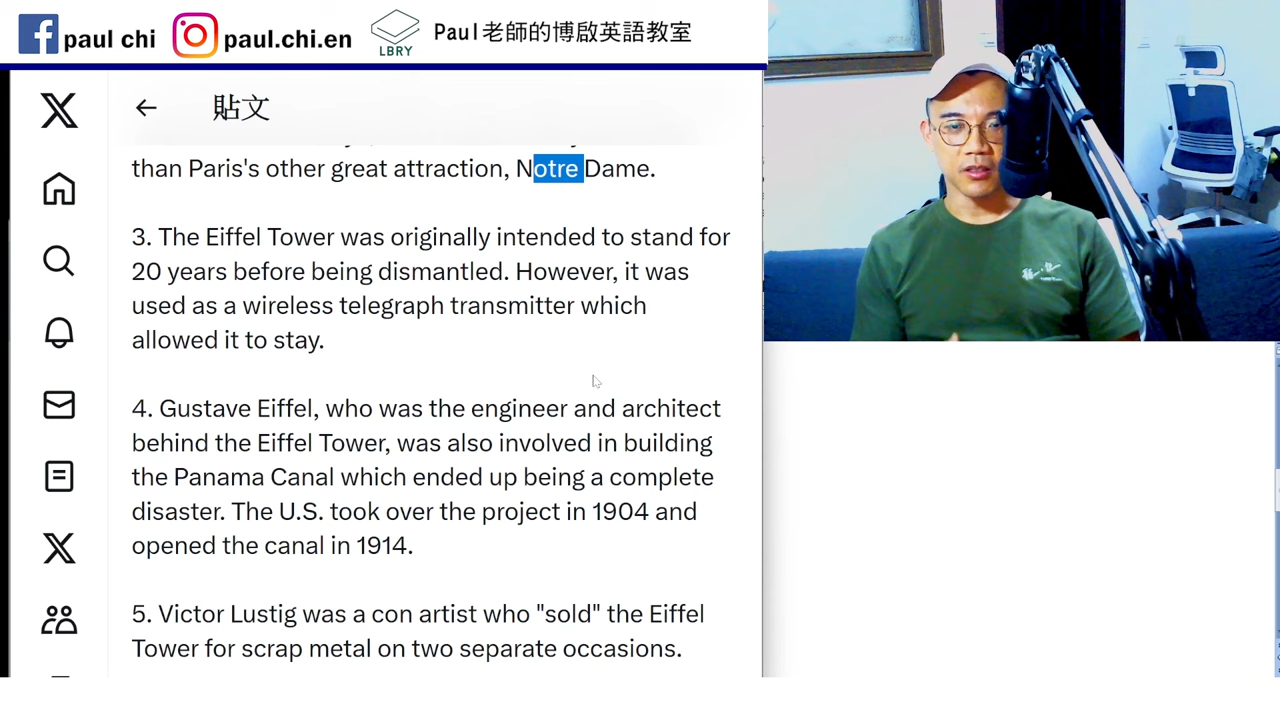 paul chi paul.chi.en LBRY Paul老師的博啟英語教室
貼文
than Paris's other great attraction, Notre Dame.
3. The Eiffel Tower was originally intended to stand for
20 years before being dismantled. However, it was
used as a wireless telegraph transmitter which
allowed it to stay.
4. Gustave Eiffel, who was the engineer and architect
behind the Eiffel Tower, was also involved in building
the Panama Canal which ended up being a complete
disaster. The U.S. took over the project in 1904 and
opened the canal in 1914.
5. Victor Lustig was a con artist who "sold" the Eiffel
Tower for scrap metal on two separate occasions.